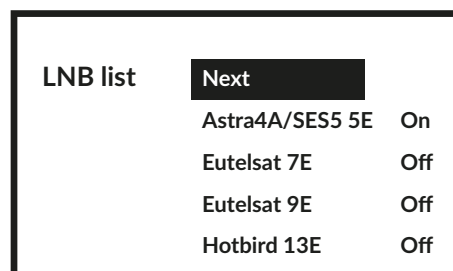 LNB list
Next
Astra4A/SES5 5E On
Eutelsat 7E Off
Eutelsat 9E Off
Hotbird 13E Off